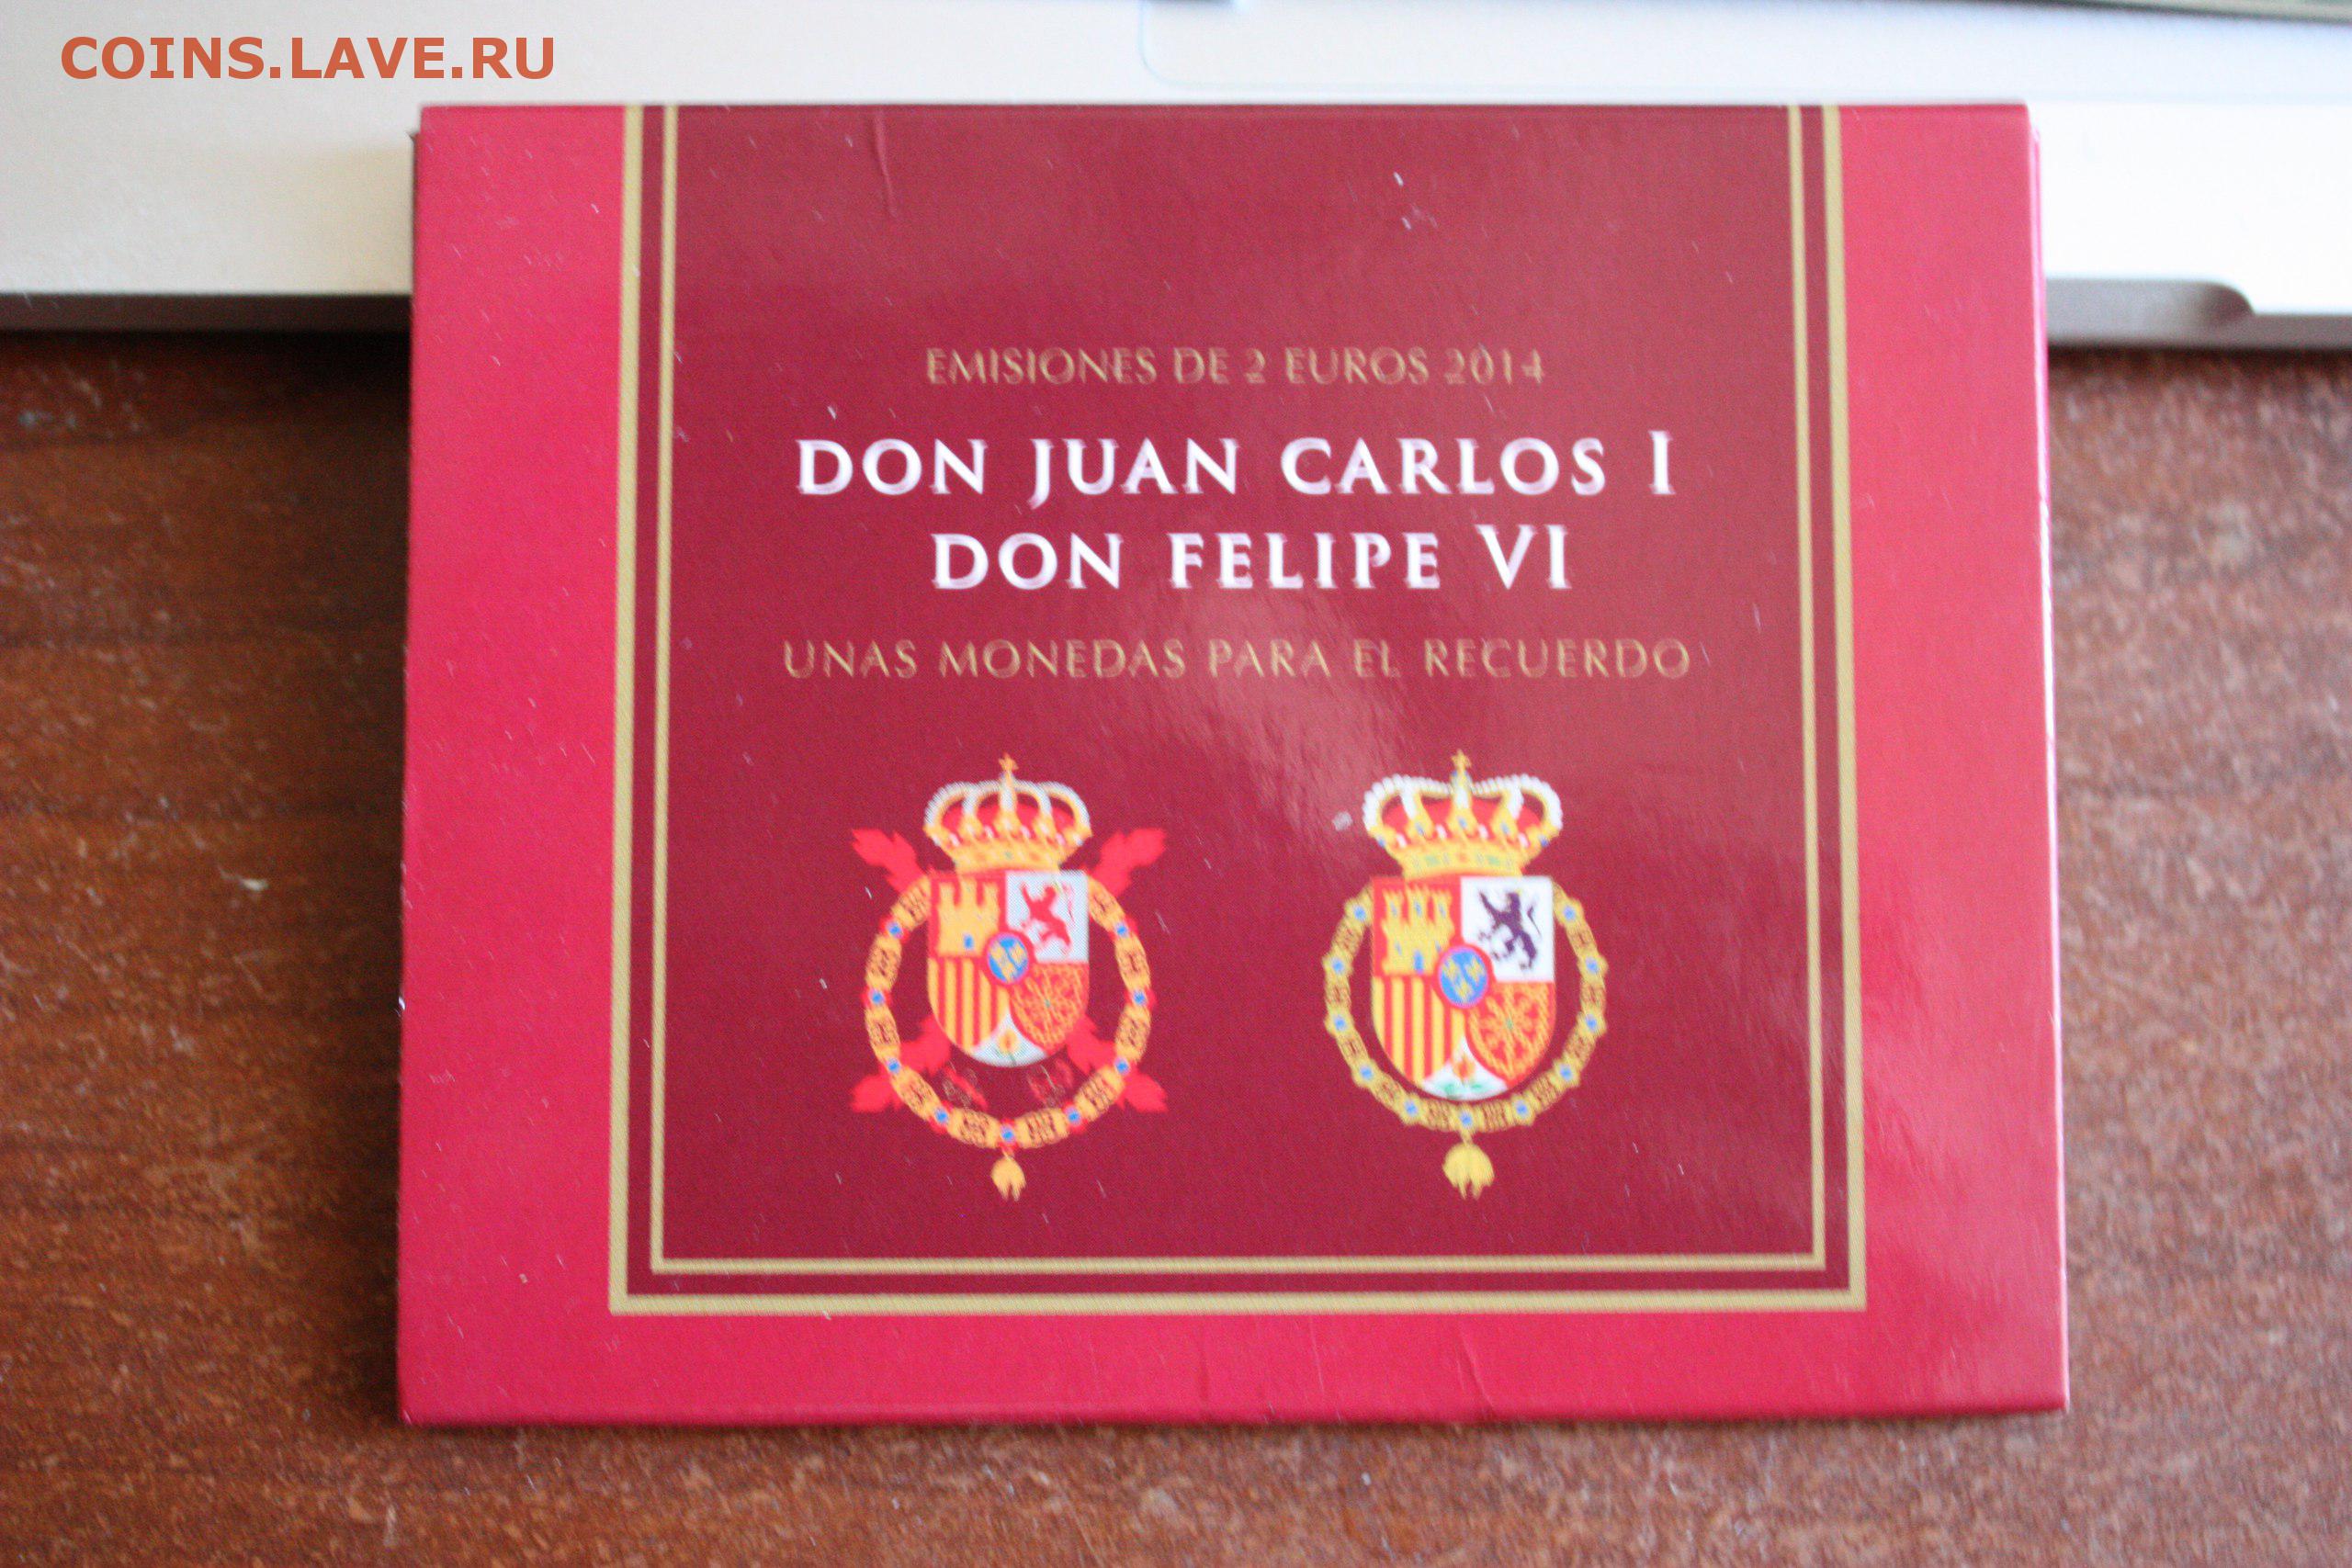 COINS.LAVE.RU
EMISIONES DE 2 EUROS 2014
DON JUAN CARLOS I
DON FELIPE VI
UNAS MONEDAS PARA EL RECUERDO